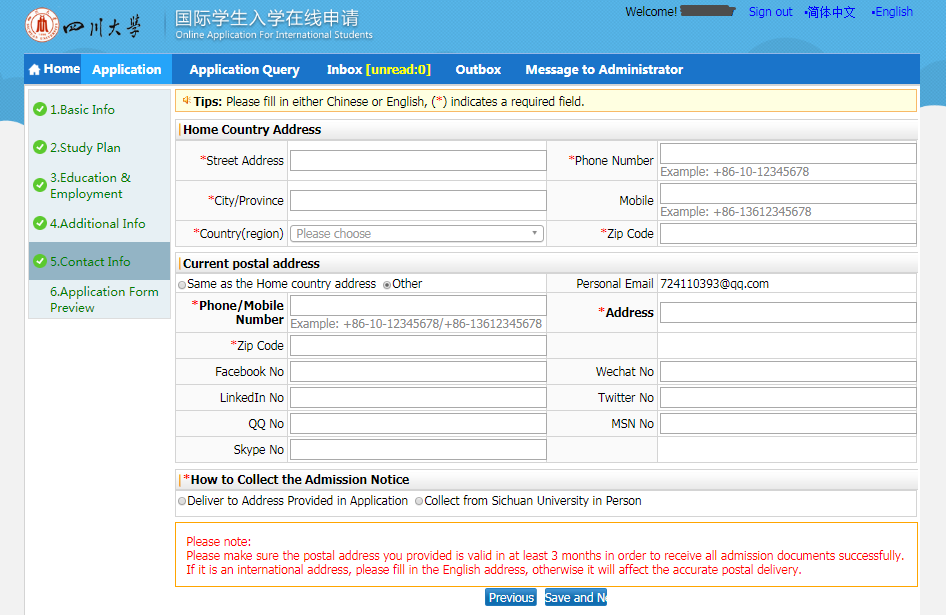 四川大学
国际学生入学在线申请
Online Application For International Students
Welcome!
Sign out •简体中文 •English
Home Application Application Query Inbox [unread:0] Outbox Message to Administrator
1.Basic Info
2.Study Plan
3.Education &
Employment
4.Additional Info
5.Contact Info
6.Application Form
Preview
Tips: Please fill in either Chinese or English, (*) indicates a required field.
Home Country Address
*Street Address
*Phone Number
Example: +86-10-12345678
*City/Province
Mobile
Example: +86-13612345678
*Country(region) Please choose
*Zip Code
Current postal address
Same as the Home country address Other
Personal Email 724110393@qq.com
*Phone/Mobile
Number
Example: +86-10-12345678/+86-13612345678
*Address
*Zip Code
Facebook No
Wechat No
LinkedIn No
Twitter No
QQ No
MSN No
Skype No
*How to Collect the Admission Notice
Deliver to Address Provided in Application Collect from Sichuan University in Person
Please note:
Please make sure the postal address you provided is valid in at least 3 months in order to receive all admission documents successfully.
If it is an international address, please fill in the English address, otherwise it will affect the accurate postal delivery.
Previous Save and Ne